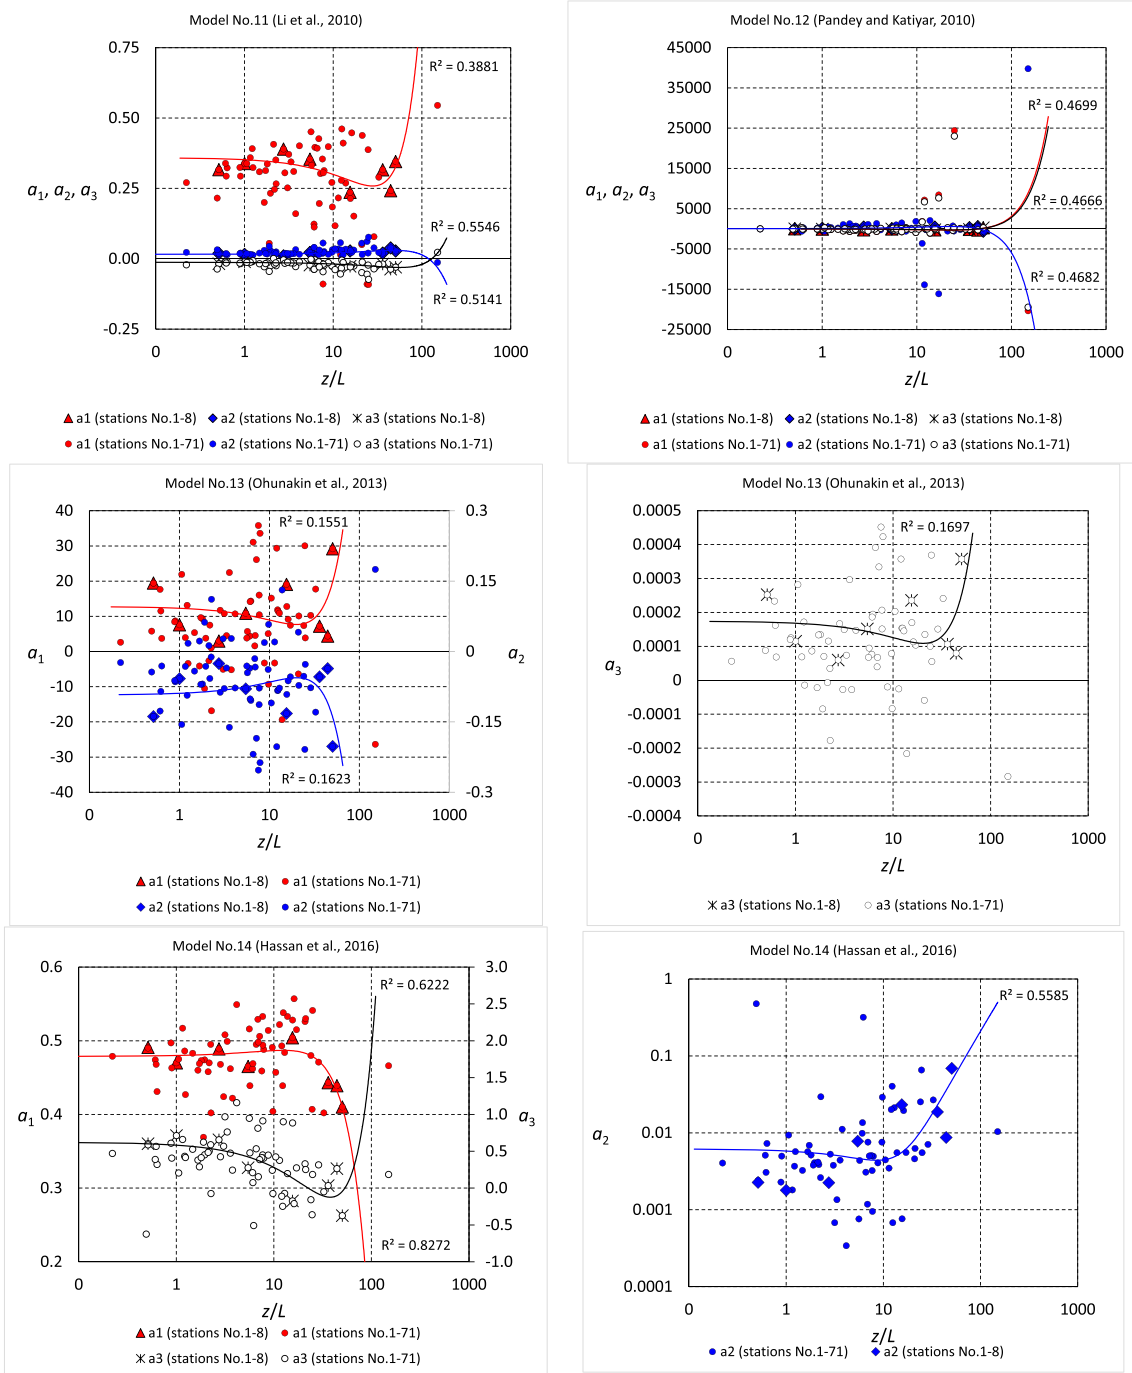 Model No.11 (Li et al., 2010)
0.75
0.50
0.25
0.00
-0.25
a1, a2, a3
R² = 0.3881
R² = 0.5546
R² = 0.5141
0 1 10 100 1000
z/L
a1 (stations No.1-8) a2 (stations No.1-8) a3 (stations No.1-8)
a1 (stations No.1-71) a2 (stations No.1-71) a3 (stations No.1-71)
Model No.12 (Pandey and Katiyar, 2010)
45000
35000
25000
15000
5000
-5000
-15000
-25000
a1, a2, a3
R² = 0.4699
R² = 0.4666
R² = 0.4682
0 1 10 100 1000
z/L
a1 (stations No.1-8) a2 (stations No.1-8) a3 (stations No.1-8)
a1 (stations No.1-71) a2 (stations No.1-71) a3 (stations No.1-71)
Model No.13 (Ohunakin et al., 2013)
40
30
20
10
0
-10
-20
-30
-40
a1
R² = 0.1551
R² = 0.1623
0.3
0.15
0
-0.15
-0.3
a2
0 1 10 100 1000
z/L
a1 (stations No.1-8) a1 (stations No.1-71)
a2 (stations No.1-8) a2 (stations No.1-71)
Model No.13 (Ohunakin et al., 2013)
0.0005
0.0004
0.0003
0.0002
0.0001
0
-0.0001
-0.0002
-0.0003
-0.0004
a3
R² = 0.1697
0 1 10 100 1000
z/L
a3 (stations No.1-8) a3 (stations No.1-71)
Model No.14 (Hassan et al., 2016)
0.6
0.5
0.4
0.3
0.2
a1
R² = 0.6222
R² = 0.8272
3.0
2.5
2.0
1.5
1.0
0.5
0.0
-0.5
-1.0
a3
0 1 10 100 1000
z/L
a1 (stations No.1-8) a1 (stations No.1-71)
a3 (stations No.1-8) a3 (stations No.1-71)
Model No.14 (Hassan et al., 2016)
1
0.1
0.01
0.001
0.0001
a2
R² = 0.5585
0 1 10 100 1000
z/L
a2 (stations No.1-71) a2 (stations No.1-8)